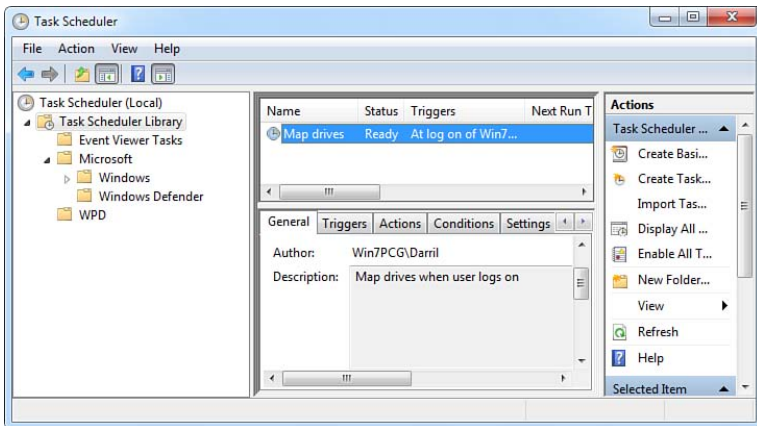 Task Scheduler
File Action View Help
Task Scheduler (Local)
Task Scheduler Library
Event Viewer Tasks
Microsoft
Windows
Windows Defender
WPD
Name Status Triggers Next Run T
Map drives Ready At log on of Win7...
General Triggers Actions Conditions Settings
Author: Win7PCG\Darril
Description: Map drives when user logs on
Actions
Task Scheduler ...
Create Basi...
Create Task...
Import Tas...
Display All ...
Enable All T...
New Folder...
View
Refresh
Help
Selected Item